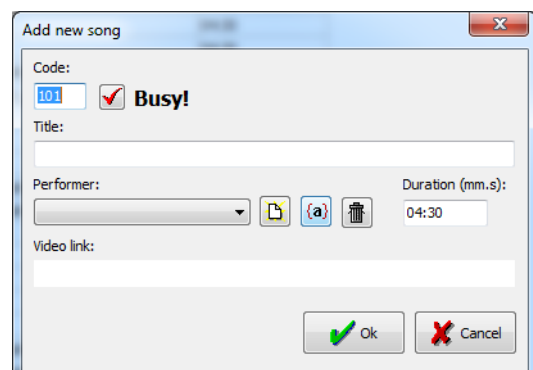 Add new song
Code:
101 Busy!
Title:
Performer: Duration (mm.s):
{a} 04:30
Video link:
Ok Cancel